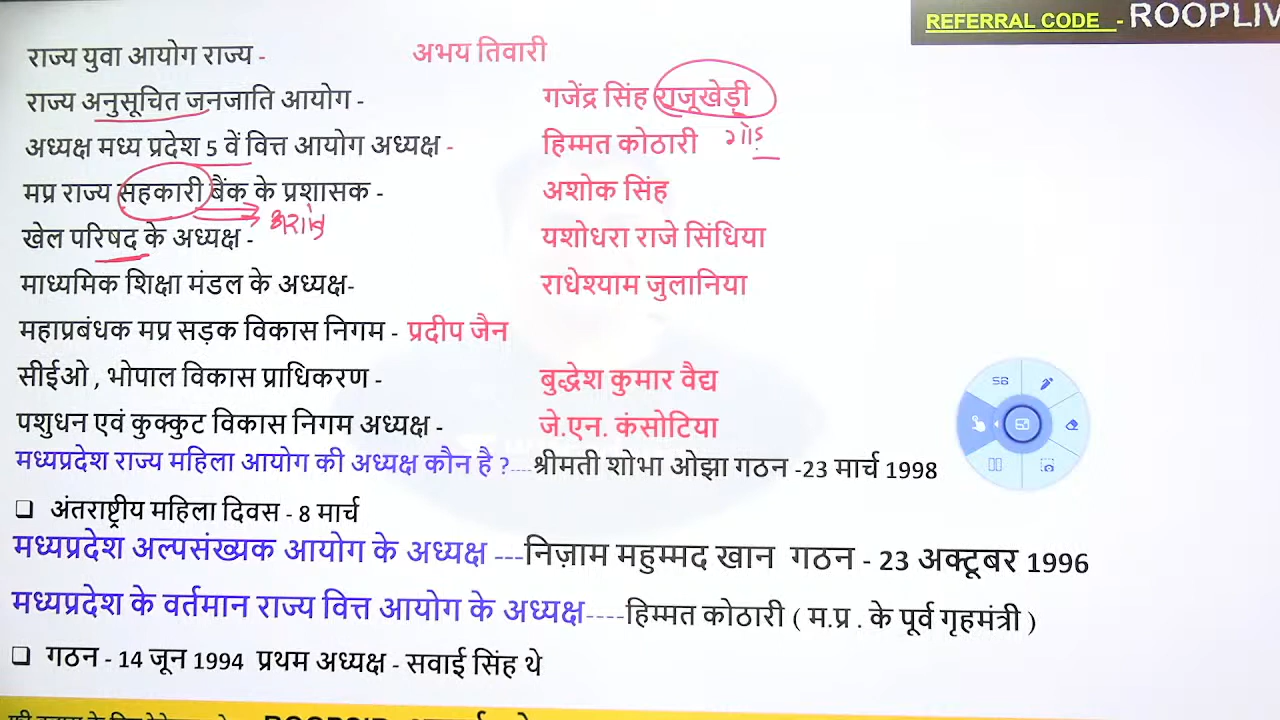 REFERRAL CODE - ROOPLIV
राज्य युवा आयोग राज्य - अभय तिवारी
राज्य अनुसूचित जनजाति आयोग - गजेंद्र सिंह राजूखेड़ी
अध्यक्ष मध्य प्रदेश 5 वें वित्त आयोग अध्यक्ष - हिम्मत कोठारी
मप्र राज्य सहकारी बैंक के प्रशासक - अशोक सिंह
खेल परिषद के अध्यक्ष - यशोधरा राजे सिंधिया
माध्यमिक शिक्षा मंडल के अध्यक्ष- राधेश्याम जुलानिया
महाप्रबंधक मप्र सड़क विकास निगम - प्रदीप जैन
सीईओ , भोपाल विकास प्राधिकरण - बुद्धेश कुमार वैद्य
पशुधन एवं कुक्कुट विकास निगम अध्यक्ष - जे.एन. कंसोटिया
मध्यप्रदेश राज्य महिला आयोग की अध्यक्ष कौन है ?----श्रीमती शोभा ओझा गठन -23 मार्च 1998
❑ अंतराष्ट्रीय महिला दिवस - 8 मार्च
मध्यप्रदेश अल्पसंख्यक आयोग के अध्यक्ष ---निज़ाम महुम्मद खान गठन - 23 अक्टूबर 1996
मध्यप्रदेश के वर्तमान राज्य वित्त आयोग के अध्यक्ष----हिम्मत कोठारी ( म.प्र . के पूर्व गृहमंत्री )
❑ गठन - 14 जून 1994 प्रथम अध्यक्ष - सवाई सिंह थे